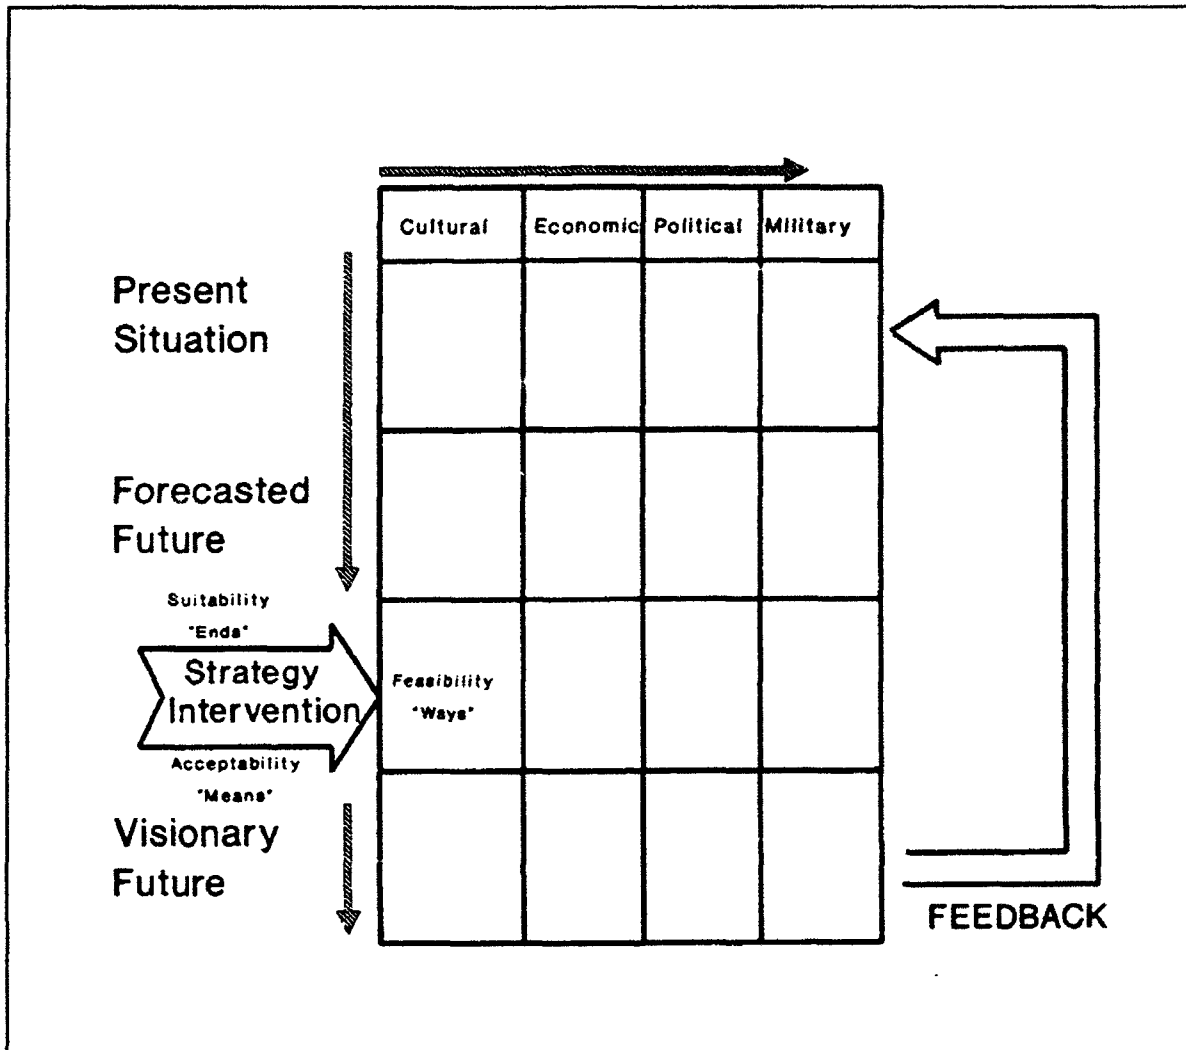 Cultural Economic Political Military
Present
Situation
Forecasted
Future
Suitability
"Ends"
Strategy
Intervention
Feasibility
"Ways"
Acceptability
"Means"
Visionary
Future
FEEDBACK